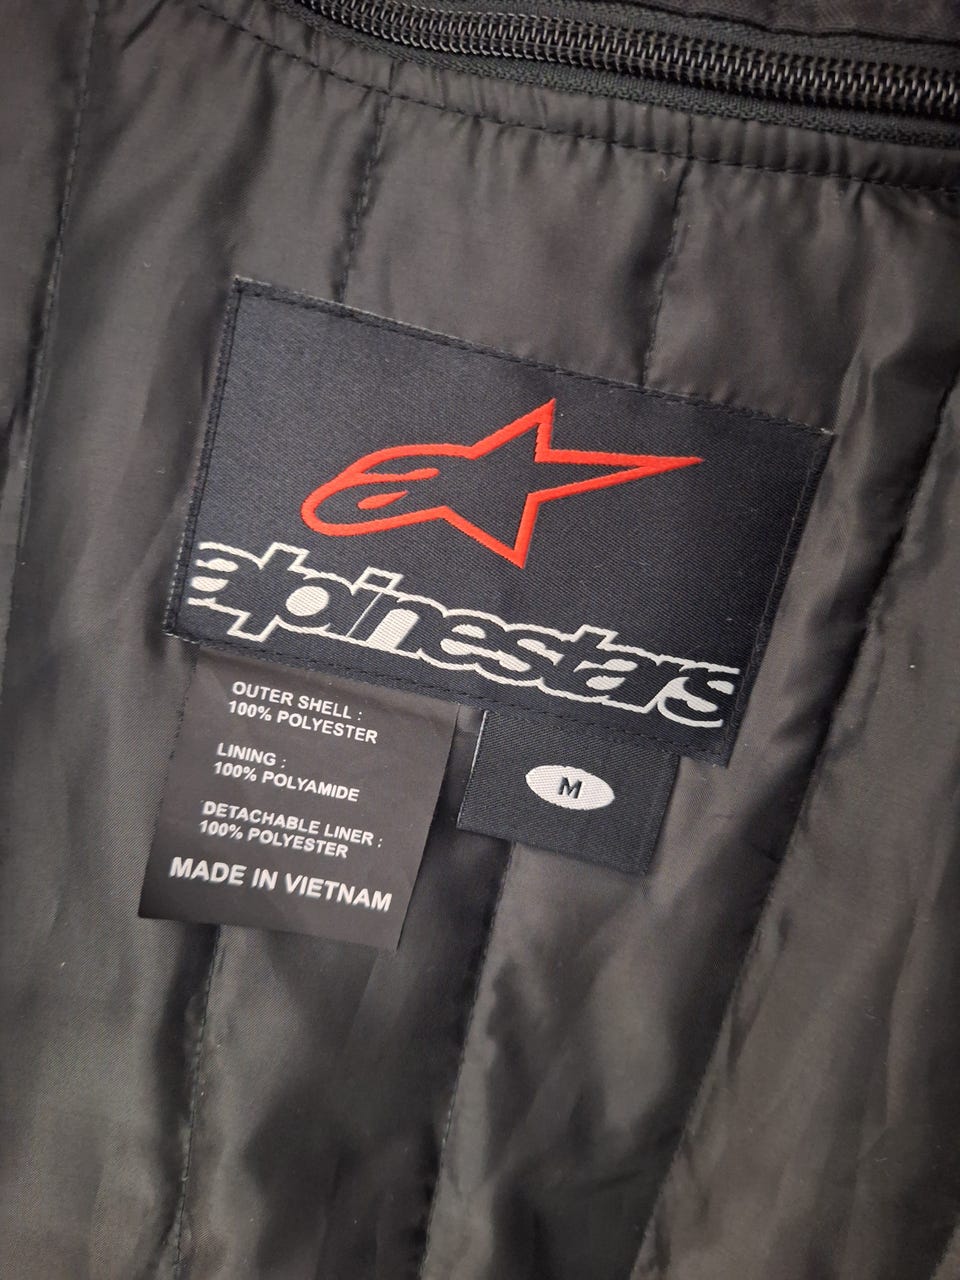 alpinestars
OUTER SHELL :
100% POLYESTER
LINING :
100% POLYAMIDE
DETACHABLE LINER :
100% POLYESTER
MADE IN VIETNAM
M